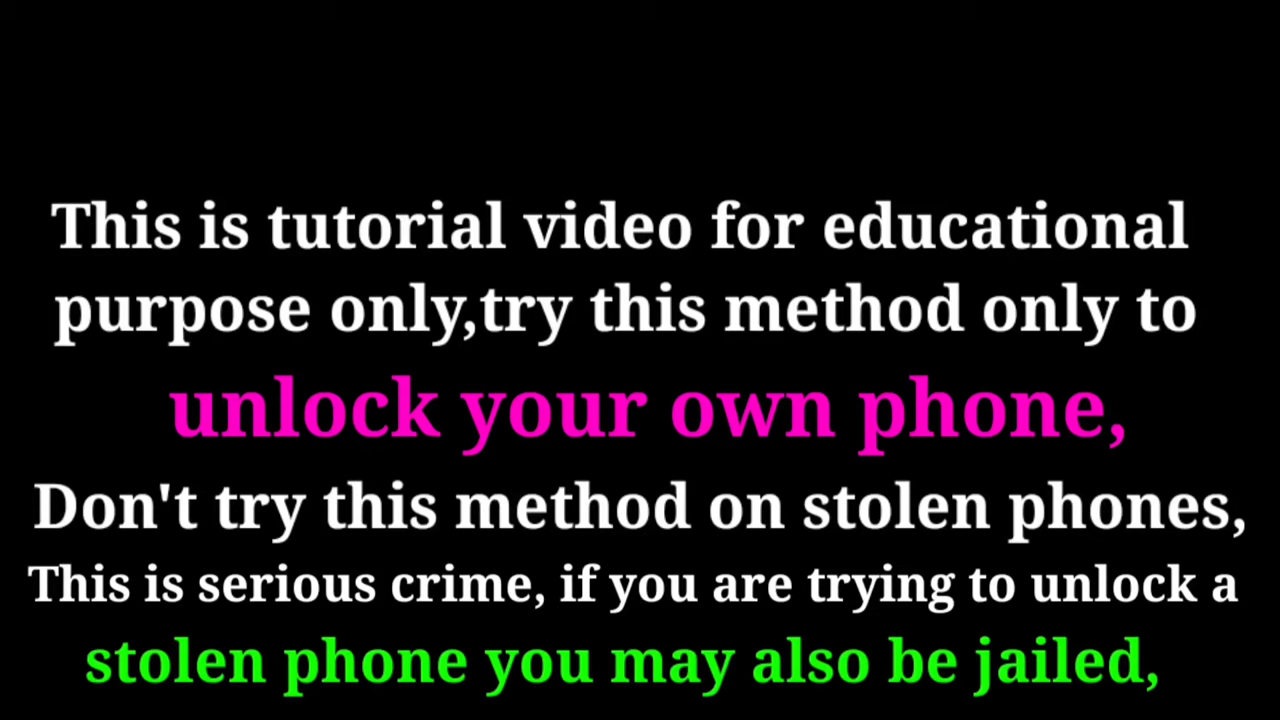 This is tutorial video for educational
purpose only,try this method only to
unlock your own phone,
Don't try this method on stolen phones,
This is serious crime, if you are trying to unlock a
stolen phone you may also be jailed,